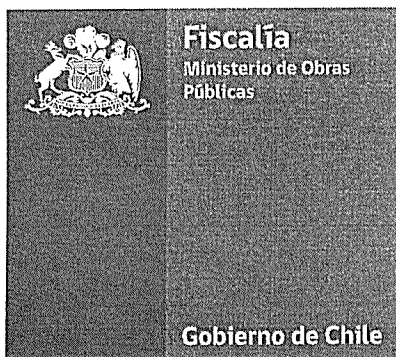 Fiscalía
Ministerio de Obras
Públicas
Gobierno de Chile